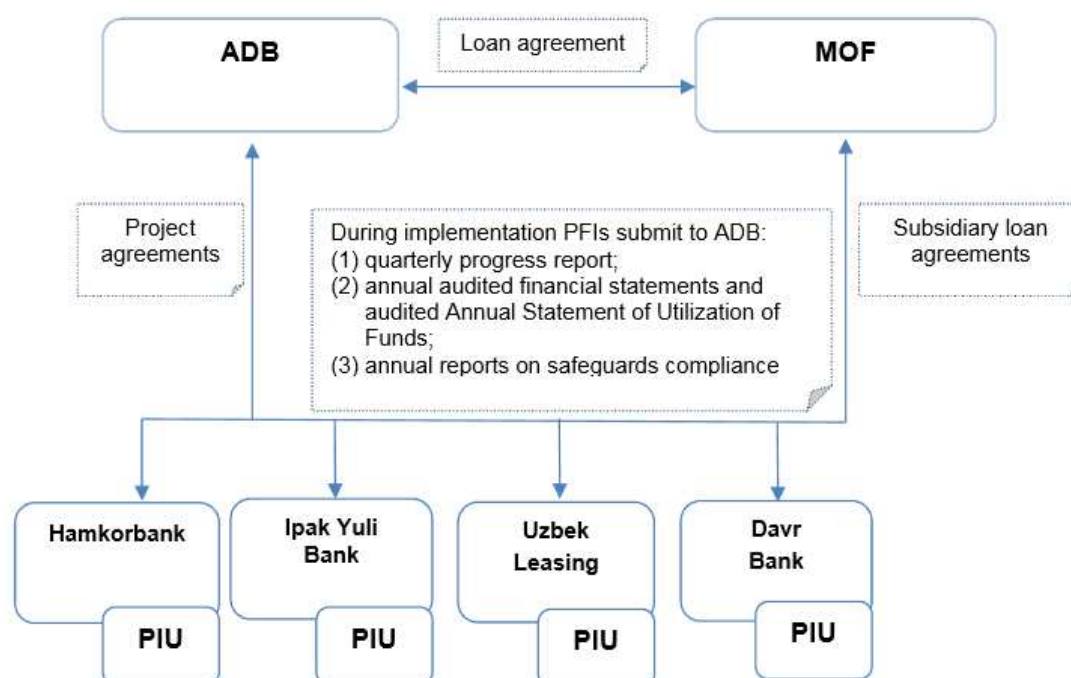 ADB
Loan agreement
MOF
Project
agreements
During implementation PFIs submit to ADB:
(1) quarterly progress report;
(2) annual audited financial statements and
audited Annual Statement of Utilization of
Funds;
(3) annual reports on safeguards compliance
Subsidiary loan
agreements
Hamkorbank
PIU
Ipak Yuli
Bank
PIU
Uzbek
Leasing
PIU
Davr
Bank
PIU